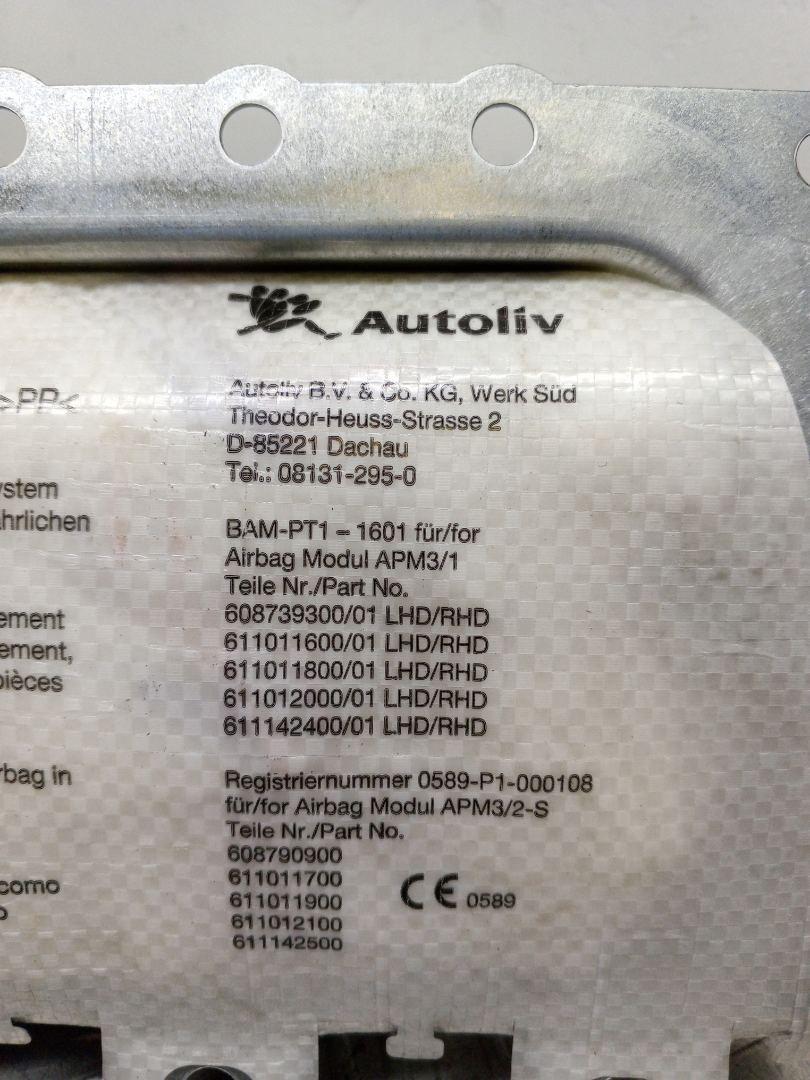 Autoliv
>PP<
Autoliv B.V. & Co. KG, Werk Süd
Theodor-Heuss-Strasse 2
D-85221 Dachau
Tel.: 08131-295-0
ystem
ährlichen
BAM-PT1 – 1601 für/for
Airbag Modul APM3/1
Teile Nr./Part No.
608739300/01 LHD/RHD
611011600/01 LHD/RHD
611011800/01 LHD/RHD
611012000/01 LHD/RHD
611142400/01 LHD/RHD
ement
ement,
pièces
rbag in
Registriernummer 0589-P1-000108
für/for Airbag Modul APM3/2-S
Teile Nr./Part No.
608790900
611011700
611011900
611012100
611142500
CE 0589
como